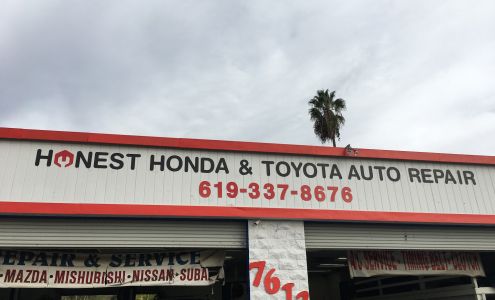 HONEST HONDA & TOYOTA AUTO REPAIR
619-337-8676
EPAIR & SERVICE
MAZDA • MISHUBISHI • NISSAN • SUBA
761